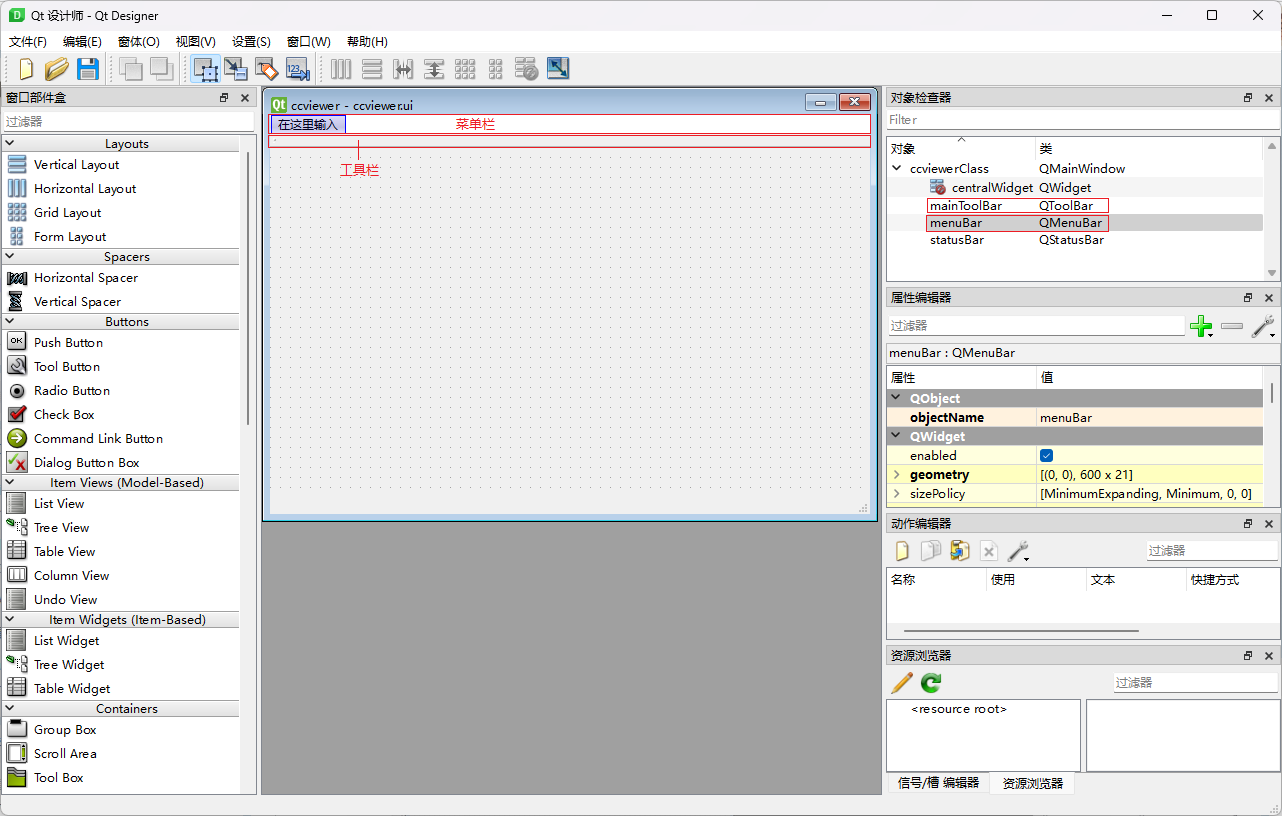 Qt 设计师 - Qt Designer
文件(F) 编辑(E) 窗体(O) 视图(V) 设置(S) 窗口(W) 帮助(H)
窗口部件盒
过滤器
Layouts
Vertical Layout
Horizontal Layout
Grid Layout
Form Layout
Spacers
Horizontal Spacer
Vertical Spacer
Buttons
OK Push Button
Tool Button
Radio Button
Check Box
Command Link Button
Dialog Button Box
Item Views (Model-Based)
List View
Tree View
Table View
Column View
Undo View
Item Widgets (Item-Based)
List Widget
Tree Widget
Table Widget
Containers
Group Box
Scroll Area
Tool Box
Qt ccviewer - ccviewer.ui
在这里输入 菜单栏
工具栏
对象检查器
Filter
对象 类
ccviewerClass QMainWindow
centralWidget QWidget
mainToolBar QToolBar
menuBar QMenuBar
statusBar QStatusBar
属性编辑器
过滤器
menuBar : QMenuBar
属性 值
QObject
objectName menuBar
QWidget
enabled
geometry [(0, 0), 600 x 21]
sizePolicy [MinimumExpanding, Minimum, 0, 0]
动作编辑器
过滤器
名称 使用 文本 快捷方式
资源浏览器
过滤器
<resource root>
信号/槽 编辑器 资源浏览器